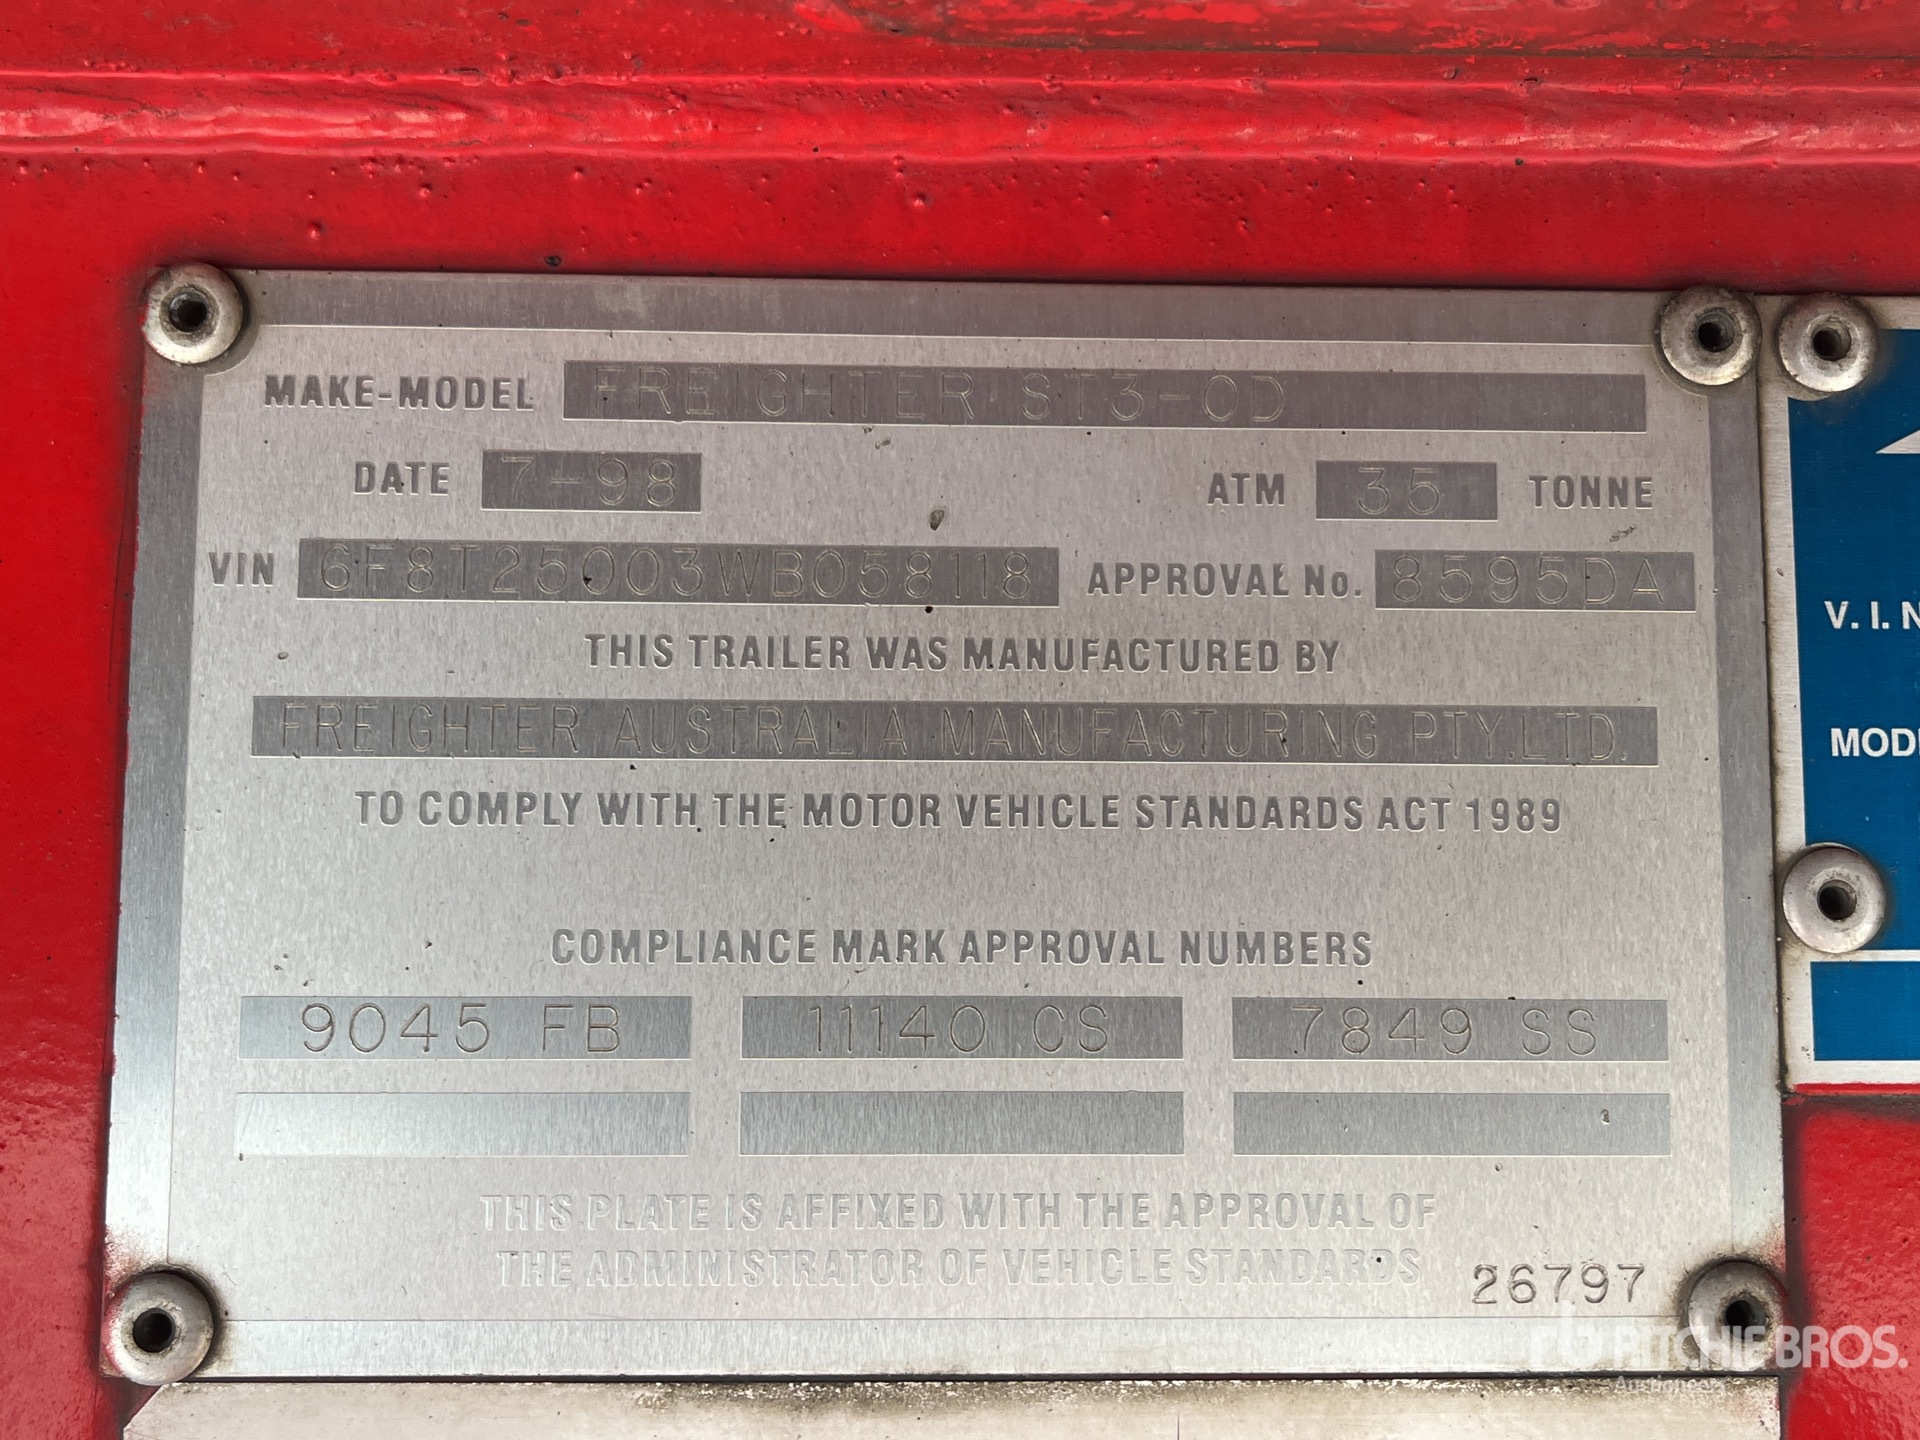 MAKE-MODEL FREIGHTER ST3-OD
DATE 7-98 ATM 35 TONNE
VIN 6F8T25003WB058118 APPROVAL No. 8595DA
THIS TRAILER WAS MANUFACTURED BY
FREIGHTER AUSTRALIA MANUFACTURING PTY.LTD.
TO COMPLY WITH THE MOTOR VEHICLE STANDARDS ACT 1989
COMPLIANCE MARK APPROVAL NUMBERS
9045 FB 11140 CS 7849 SS
THIS PLATE IS AFFIXED WITH THE APPROVAL OF
THE ADMINISTRATOR OF VEHICLE STANDARDS 26797
V. I. N
MODE
RITCHIE BROS.
Auctioneers